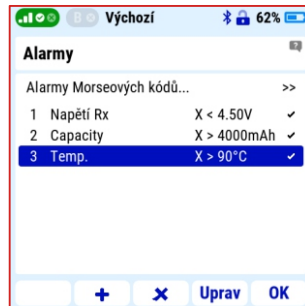 B Výchozí 62%
Alarmy ?
Alarmy Morseových kódů... >>
1 Napětí Rx X < 4.50V ✓
2 Capacity X > 4000mAh ✓
3 Temp. X > 90°C ✓
+ × Uprav OK